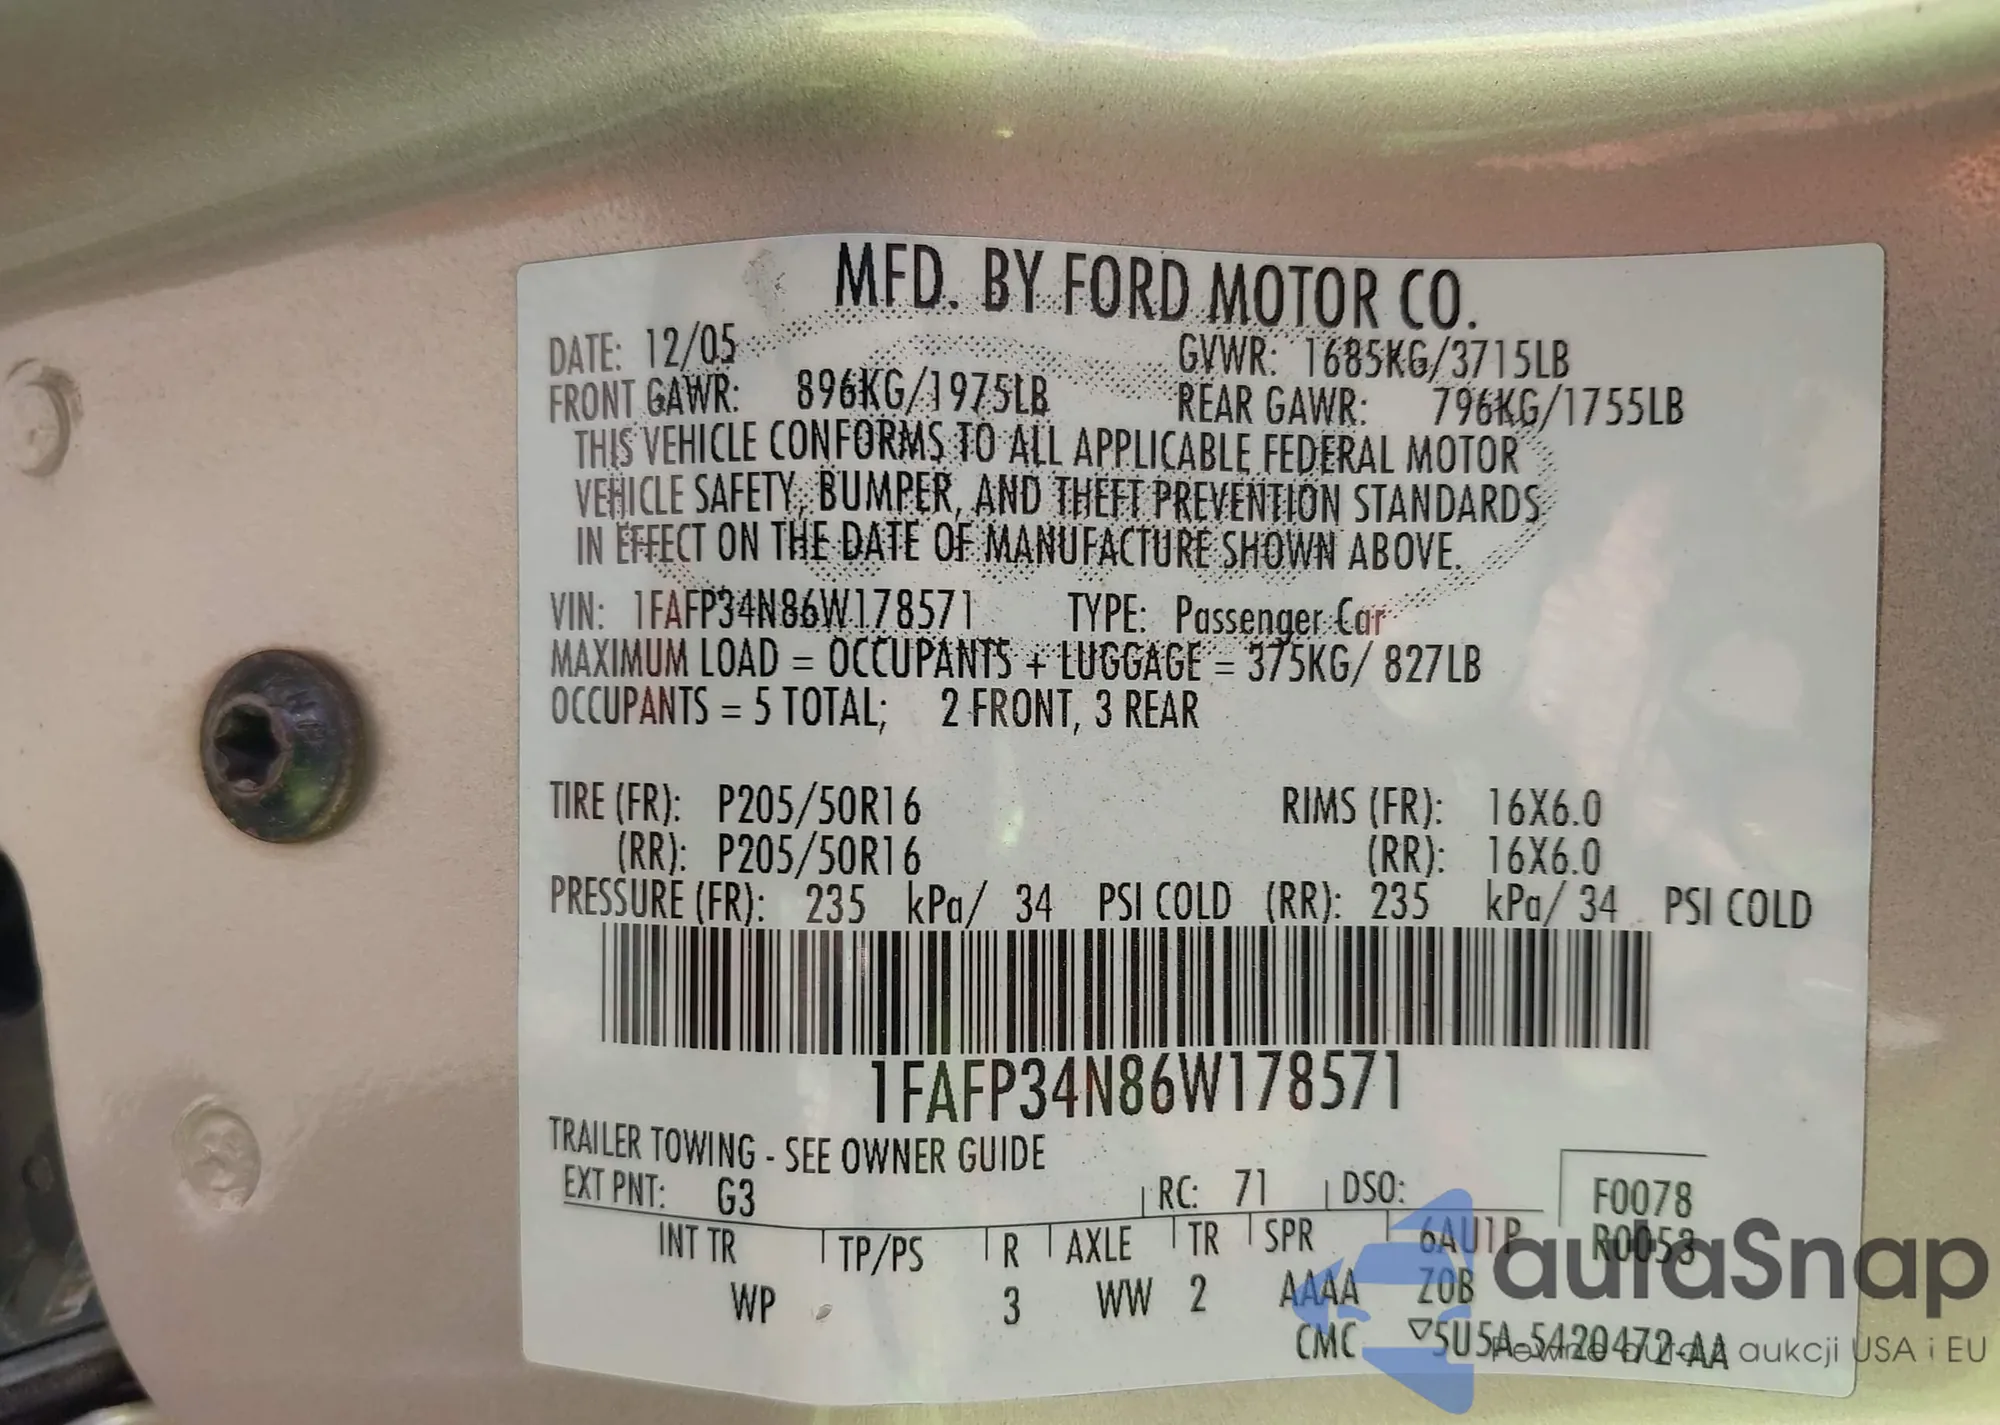 MFD. BY FORD MOTOR CO.
DATE: 12/05 GVWR: 1685KG/3715LB
FRONT GAWR: 896KG/1975LB REAR GAWR: 796KG/1755LB
THIS VEHICLE CONFORMS TO ALL APPLICABLE FEDERAL MOTOR
VEHICLE SAFETY, BUMPER, AND THEFT PREVENTION STANDARDS
IN EFFECT ON THE DATE OF MANUFACTURE SHOWN ABOVE.
VIN: 1FAFP34N86W178571 TYPE: Passenger Car
MAXIMUM LOAD = OCCUPANTS + LUGGAGE = 375KG/ 827LB
OCCUPANTS = 5 TOTAL; 2 FRONT, 3 REAR
TIRE (FR): P205/50R16 RIMS (FR): 16X6.0
(RR): P205/50R16 (RR): 16X6.0
PRESSURE (FR): 235 kPa/ 34 PSI COLD (RR): 235 kPa/ 34 PSI COLD
1FAFP34N86W178571
TRAILER TOWING - SEE OWNER GUIDE
EXT PNT: G3 RC: 71 DSO: F0078
INT TR TP/PS R AXLE TR SPR 6AU1P R0053
WP 3 WW 2 AAAA Z0B
CMC 5U5A-5420472-AA
autaSnap
Pewne auta z aukcji USA i EU